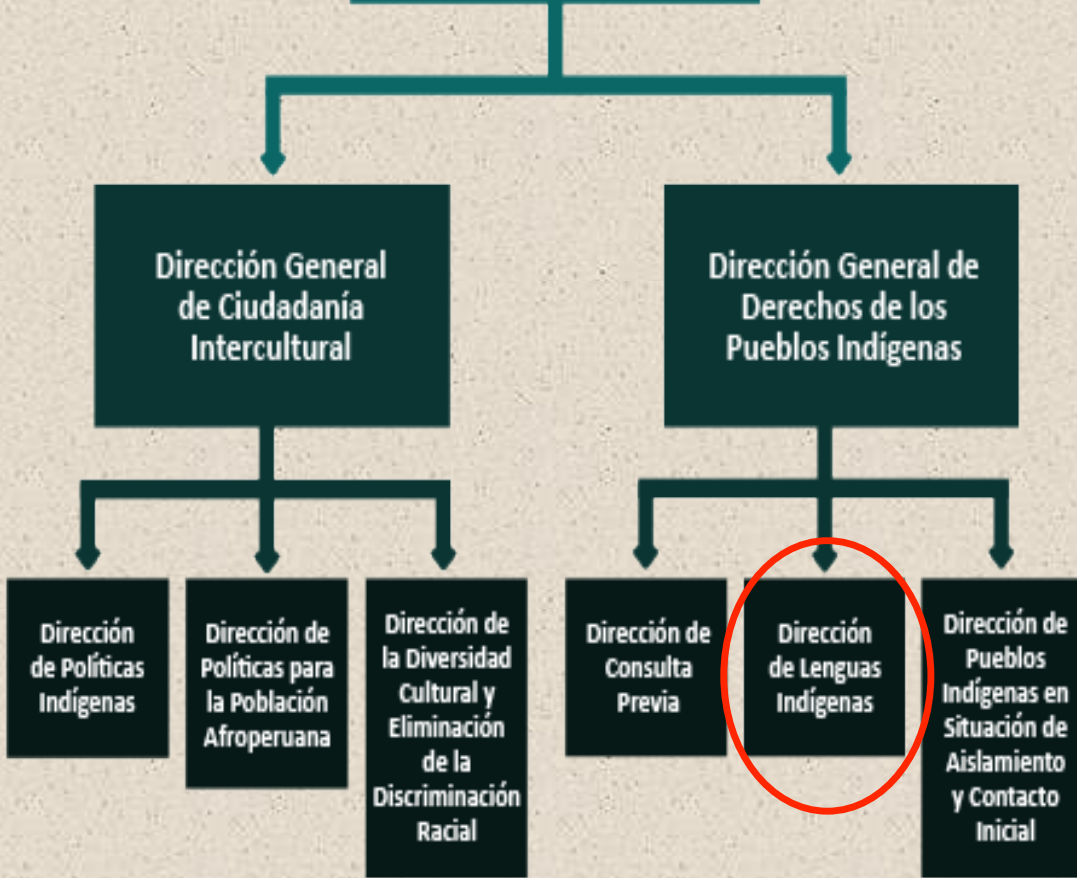 Dirección General
de Ciudadanía
Intercultural
Dirección General de
Derechos de los
Pueblos Indígenas
Dirección
de Políticas
Indígenas
Dirección de
Políticas para
la Población
Afroperuana
Dirección de
la Diversidad
Cultural y
Eliminación
de la
Discriminación
Racial
Dirección de
Consulta
Previa
Dirección
de Lenguas
Indígenas
Dirección de
Pueblos
Indígenas en
Situación de
Aislamiento
y Contacto
Inicial